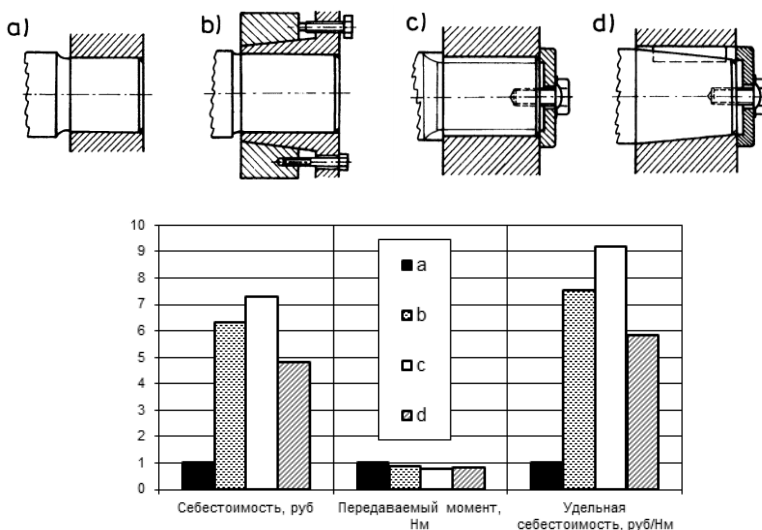 a)
b)
c)
d)
10
9
8
7
6
5
4
3
2
1
0
a
b
c
d
Себестоимость, руб
Передаваемый момент,
Нм
Удельная
себестоимость, руб/Нм